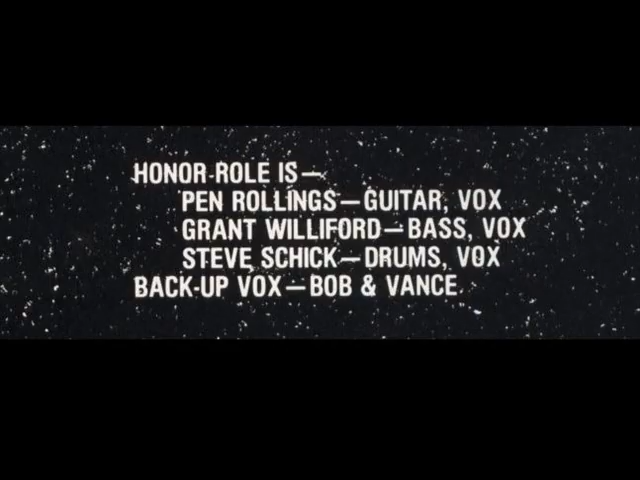 HONOR ROLE IS—
PEN ROLLINGS—GUITAR, VOX
GRANT WILLIFORD—BASS, VOX
STEVE SCHICK—DRUMS, VOX
BACK-UP VOX—BOB & VANCE